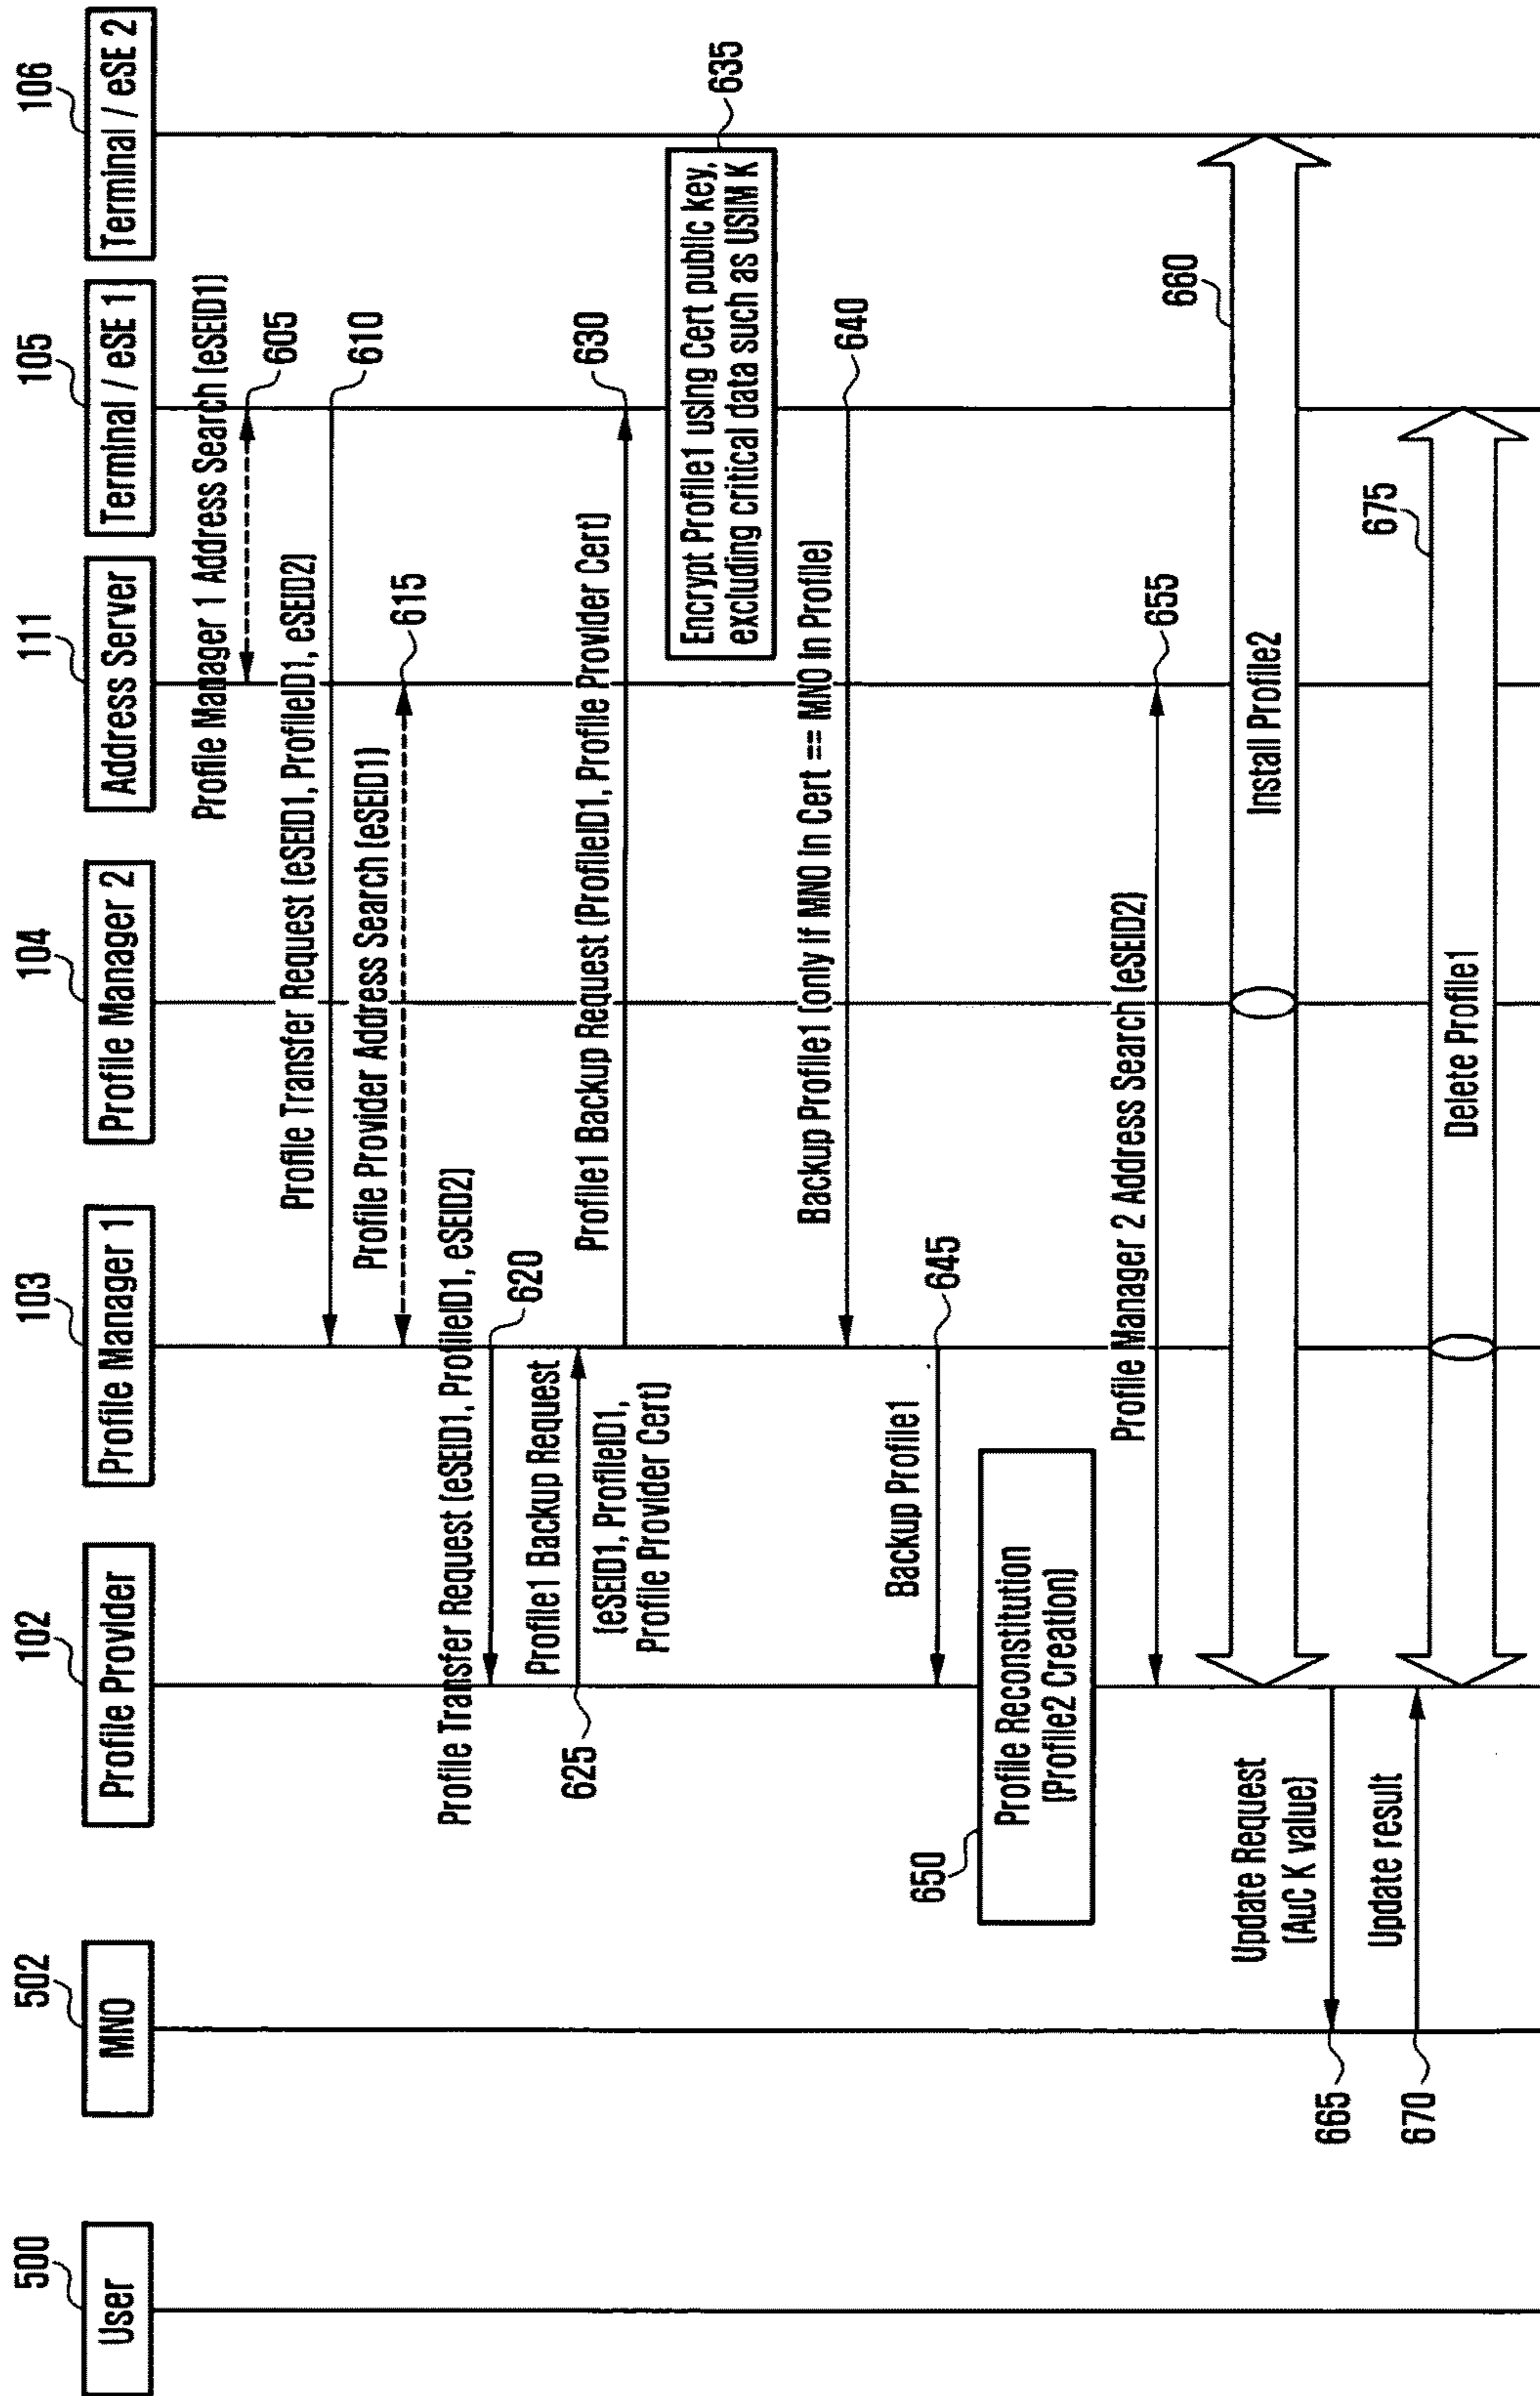 500
502
102
103
104
111
105
106
User
MNO
Profile Provider
Profile Manager 1
Profile Manager 2
Address Server
Terminal / eSE 1
Terminal / eSE 2
Profile Manager 1 Address Search (eSEID1)
605
Profile Transfer Request (eSEID1, ProfileID1, eSEID2)
610
Profile Provider Address Search (eSEID1)
615
Profile Transfer Request (eSEID1, ProfileID1, eSEID2)
620
Profile1 Backup Request
(eSEID1, ProfileID1,
Profile Provider Cert)
625
Profile1 Backup Request (ProfileID1, Profile Provider Cert)
630
Encrypt Profile1 using Cert public key,
excluding critical data such as USIM K
635
Backup Profile1 (only if MNO in Cert == MNO in Profile)
640
Backup Profile1
645
650
Profile Reconstitution
(Profile2 Creation)
Profile Manager 2 Address Search (eSEID2)
655
Install Profile2
660
Update Request
(AuC K value)
665
Update result
670
Delete Profile1
675